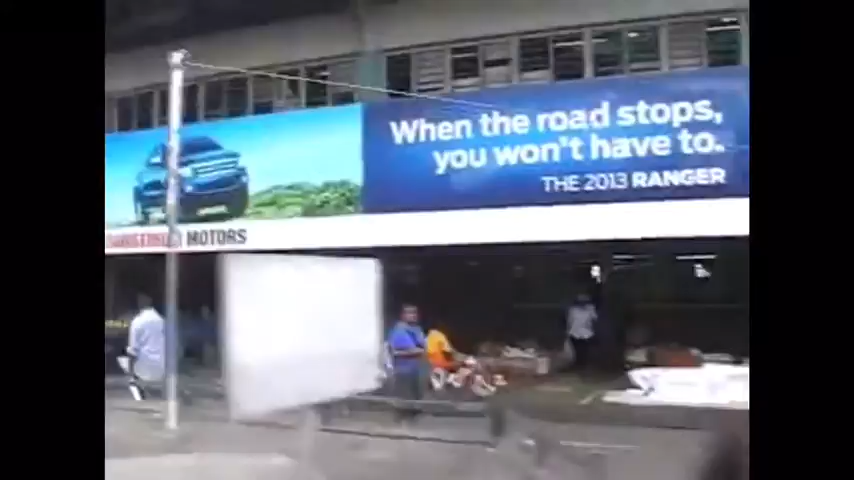 When the road stops,
you won't have to.
THE 2013 RANGER
MOTORS